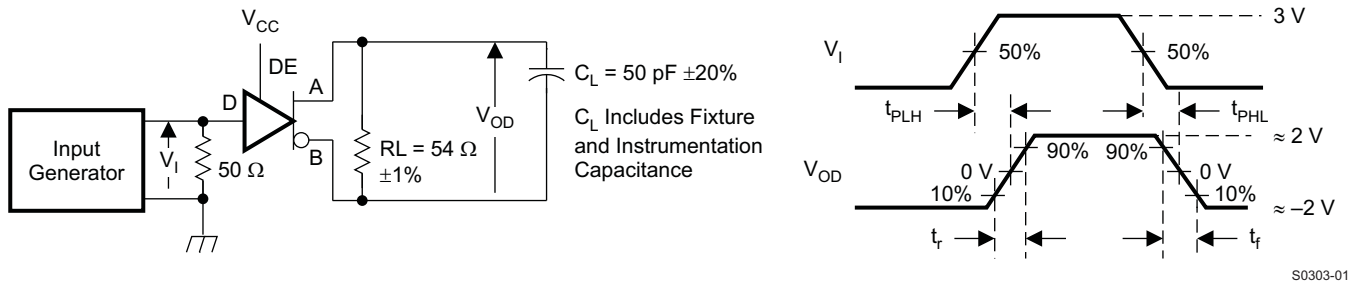 V_CC
DE
D
A
B
Input
Generator
V_I
50 Ω
RL = 54 Ω
±1%
V_OD
C_L = 50 pF ±20%
C_L Includes Fixture
and Instrumentation
Capacitance
V_I
3 V
50%
50%
t_PLH
t_PHL
V_OD
≈ 2 V
90%
90%
0 V
0 V
10%
10%
≈ –2 V
t_r
t_f
S0303-01